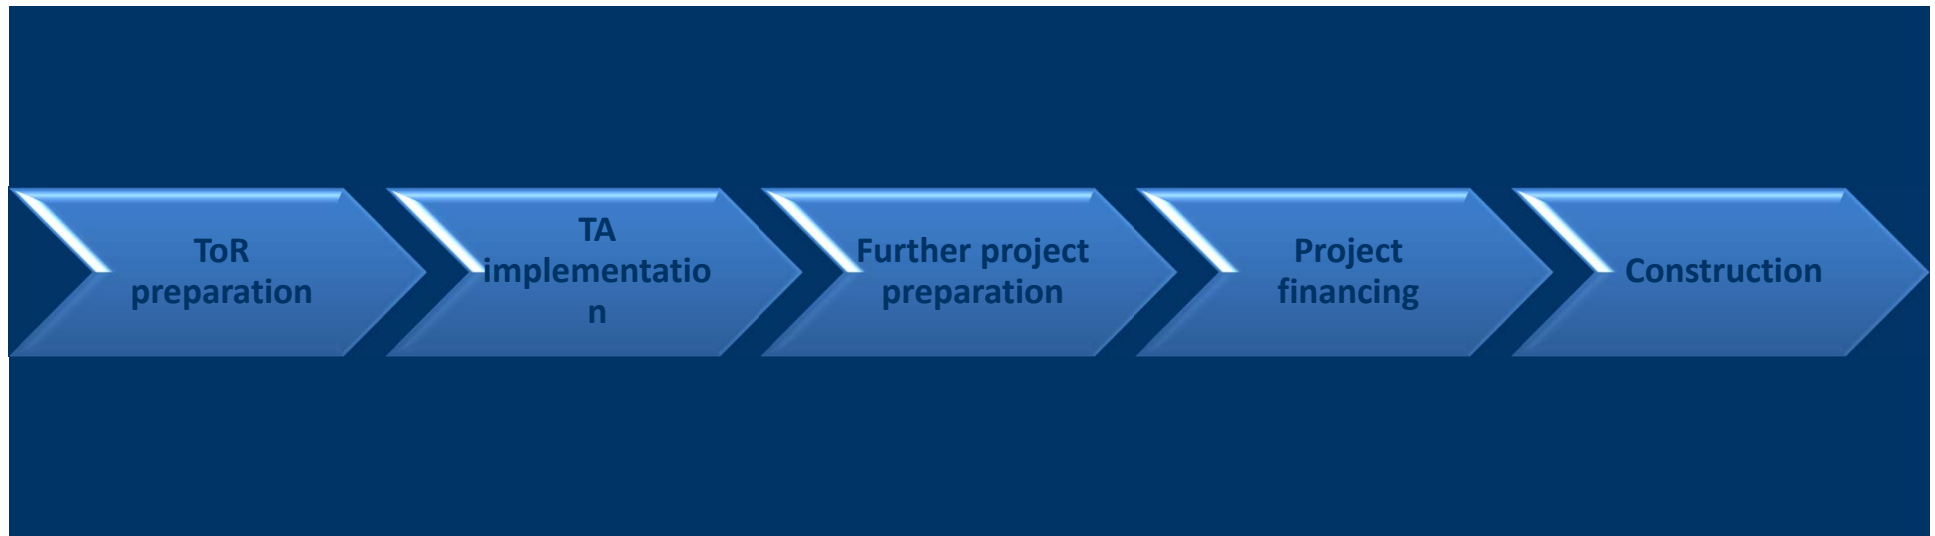 ToR
preparation
TA
implementatio
n
Further project
preparation
Project
financing
Construction